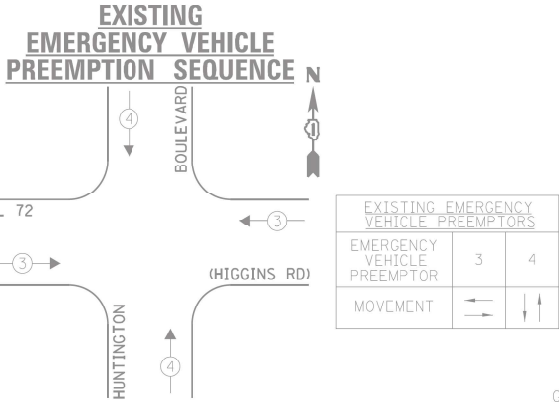 EXISTING
EMERGENCY VEHICLE
PREEMPTION SEQUENCE
N
4
BOULEVARD
72
3
3
(HIGGINS RD)
HUNTINGTON
4
EXISTING EMERGENCY
VEHICLE PREEMPTORS
EMERGENCY
VEHICLE
PREEMPTOR
3
4
MOVEMENT